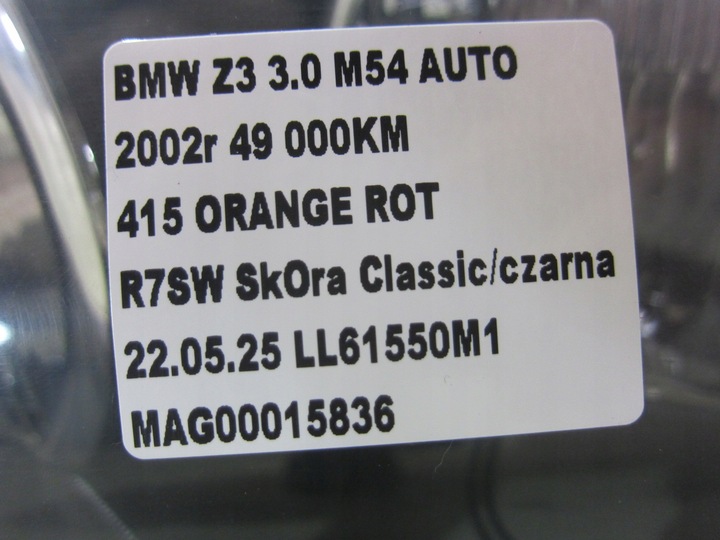 BMW Z3 3.0 M54 AUTO
2002r 49 000KM
415 ORANGE ROT
R7SW SkOra Classic/czarna
22.05.25 LL61550M1
MAG00015836